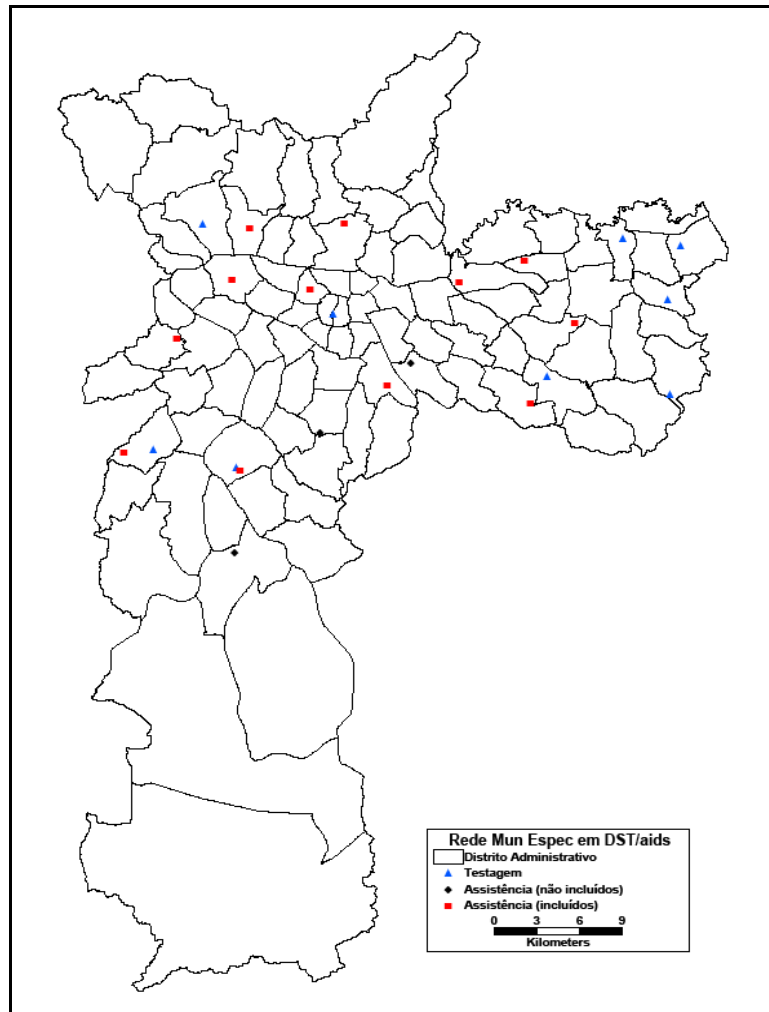 Rede Mun Espec em DST/aids
Distrito Administrativo
Testagem
Assistência (não incluídos)
Assistência (incluídos)
0 3 6 9
Kilometers